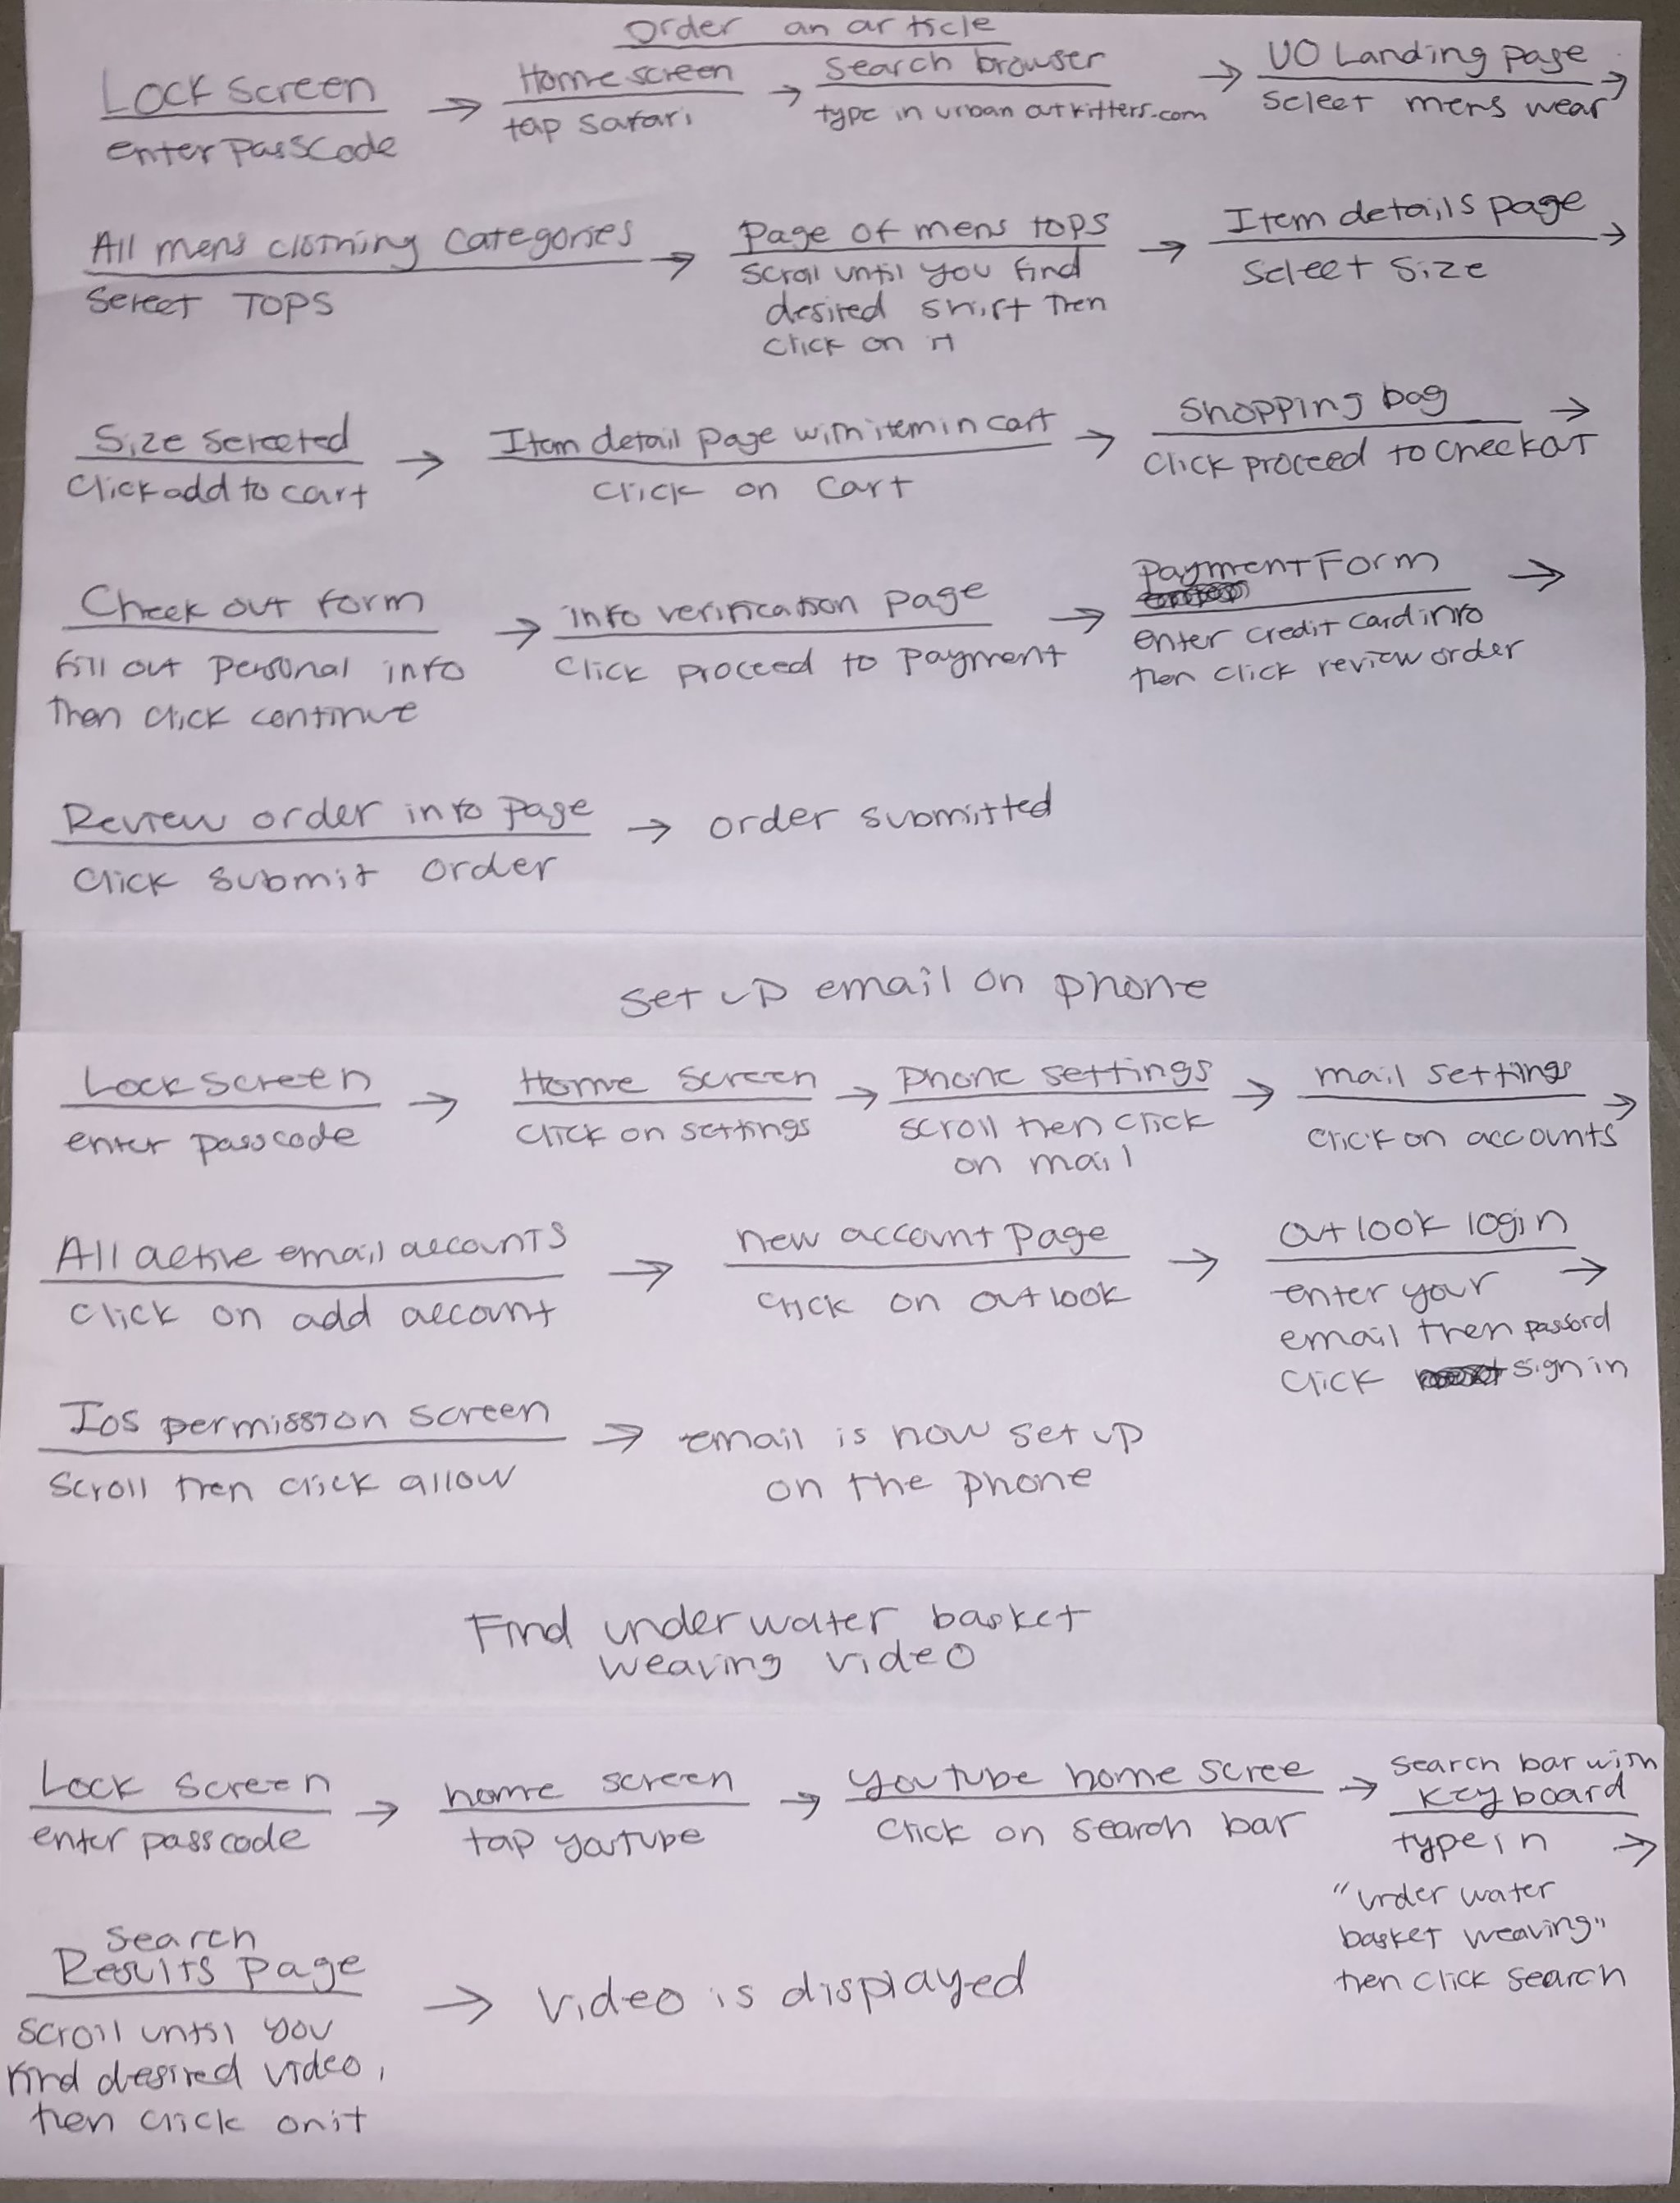 Order an article
Lock screen → Home screen → Search browser → UO Landing page →
enter passcode tap safari type in urban outfitters.com Select mens wear
All mens clothing categories → Page of mens tops → Item details page →
Select TOPS scroll until you find Select size
desired shirt then
click on it
Size selected → Item detail page with item in cart → Shopping bag →
Click add to cart click on cart Click proceed to checkout
Check out form → info verification page → payment Form →
fill out personal info click proceed to payment enter credit card info
then click continue then click review order
Review order info page → order submitted
click submit order
Set up email on phone
Lock screen → Home screen → phone settings → mail settings →
enter passcode click on settings scroll then click click on accounts
on mail
All active email accounts → new account page → outlook login →
click on add account click on outlook enter your
email then passord
click sign in
Ios permission screen → email is now set up
scroll then click allow on the phone
Find under water basket
weaving video
Lock screen → home screen → youtube home scree → search bar with
keyboard →
enter passcode tap youtube click on search bar type in
"under water
basket weaving"
then click search
Search
Results page → video is displayed
scroll until you
find desired video,
then click on it